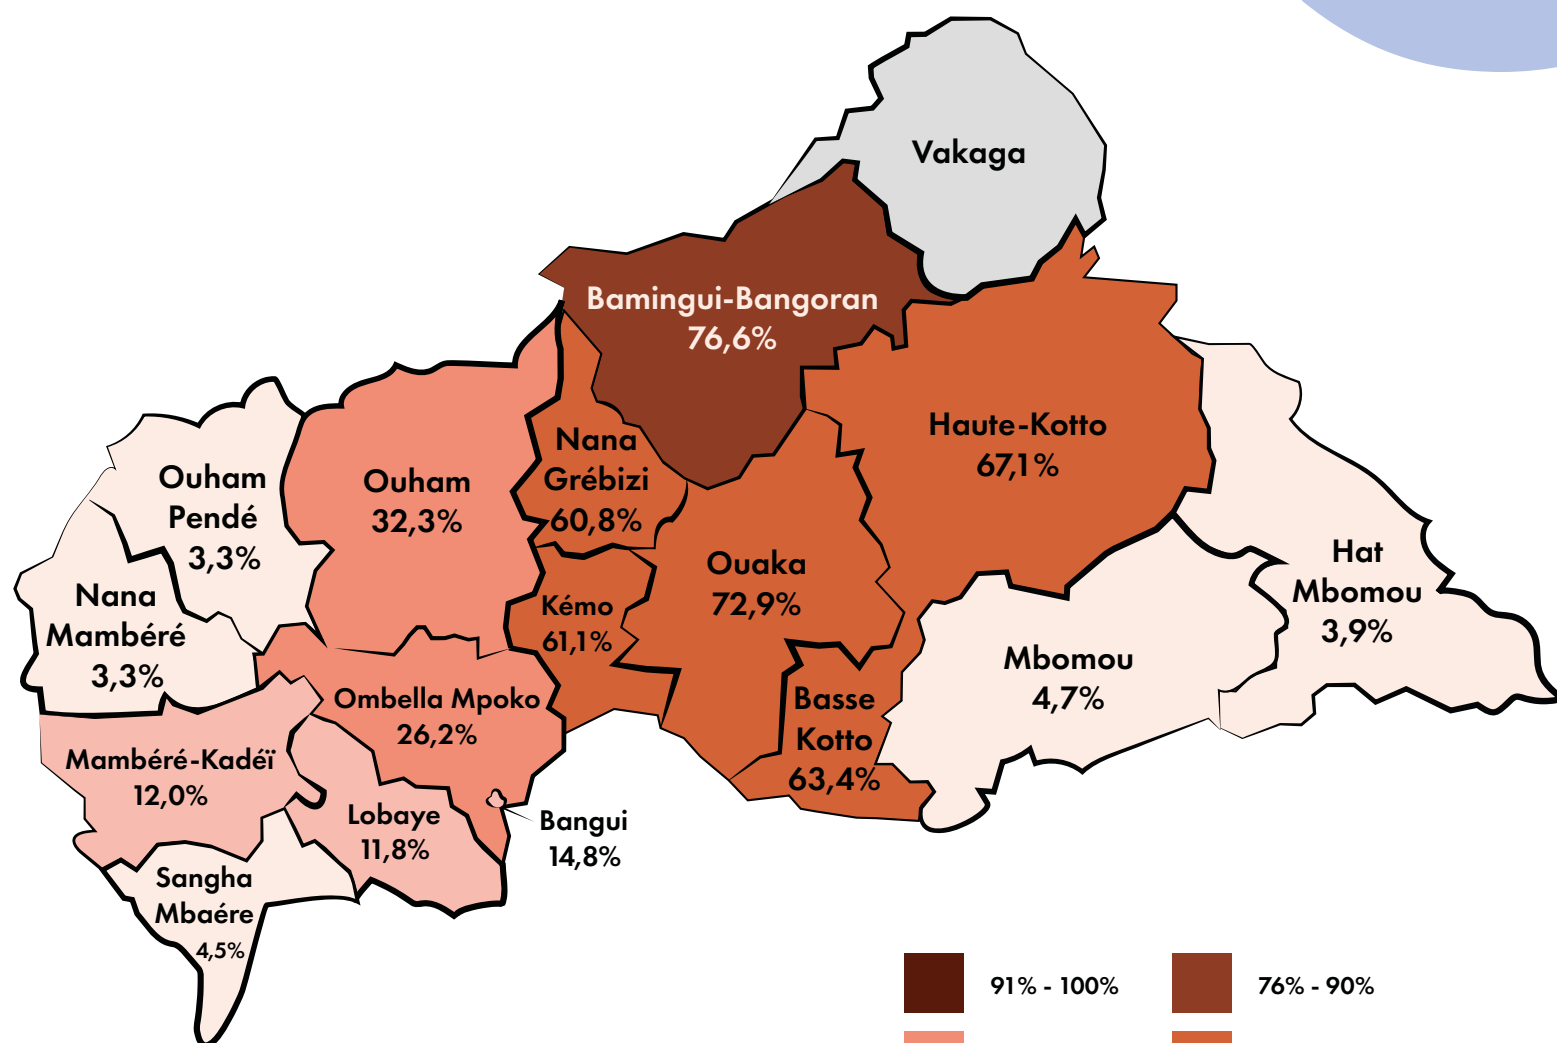 Vakaga
Bamingui-Bangoran
76,6%
Haute-Kotto
67,1%
Nana
Grébizi
60,8%
Ouham
Pendé
3,3%
Ouham
32,3%
Ouaka
72,9%
Hat
Mbomou
3,9%
Nana
Mambéré
3,3%
Kémo
61,1%
Mbomou
4,7%
Ombella Mpoko
26,2%
Basse
Kotto
63,4%
Mambéré-Kadéï
12,0%
Lobaye
11,8%
Bangui
14,8%
Sangha
Mbaére
4,5%
91% - 100%
76% - 90%